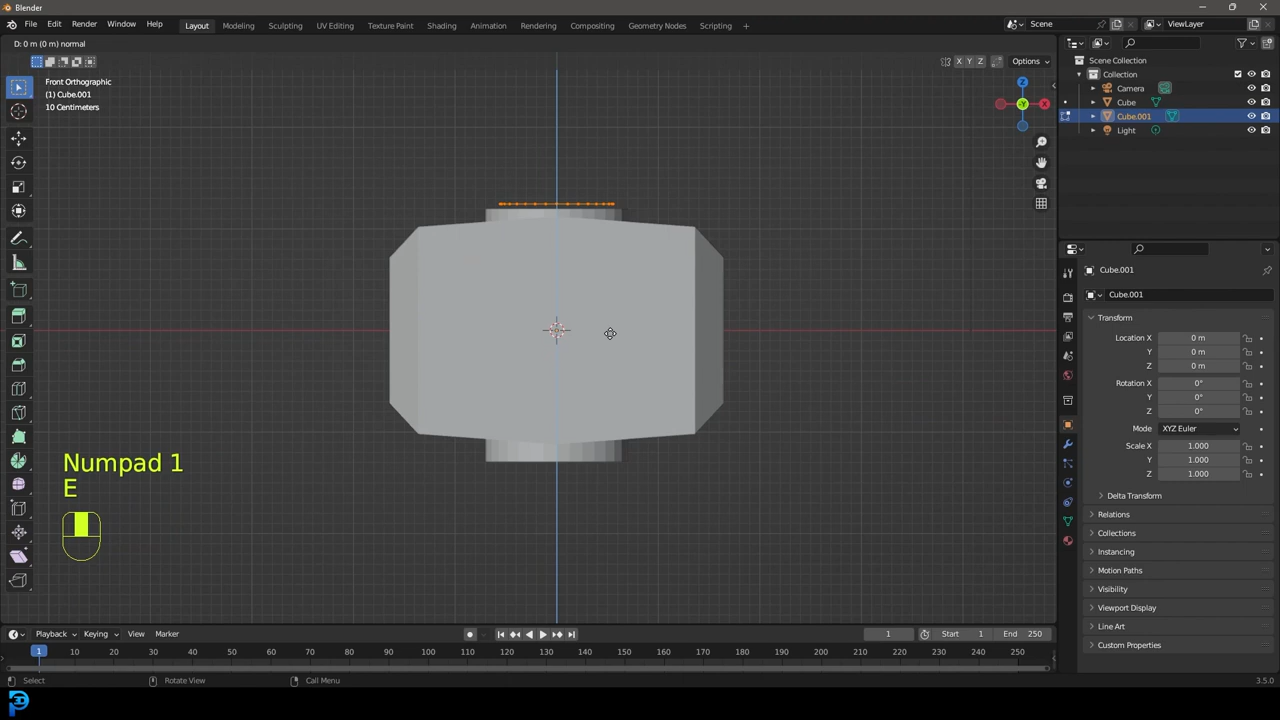 Blender
File Edit Render Window Help
Layout Modeling Sculpting UV Editing Texture Paint Shading Animation Rendering Compositing Geometry Nodes Scripting +
Scene
ViewLayer
D: 0 m (0 m) normal
X Y Z
Options
Front Orthographic
(1) Cube.001
10 Centimeters
Z
Y
X
Scene Collection
Collection
Camera
Cube
Cube.001
Light
Cube.001
Cube.001
Transform
Location X 0 m
Y 0 m
Z 0 m
Rotation X 0°
Y 0°
Z 0°
Mode XYZ Euler
Scale X 1.000
Y 1.000
Z 1.000
Delta Transform
Relations
Collections
Instancing
Motion Paths
Visibility
Viewport Display
Line Art
Custom Properties
Numpad 1
E
Playback Keying View Marker
1 Start 1 End 250
1 10 20 30 40 50 60 70 80 90 100 110 120 130 140 150 160 170 180 190 200 210 220 230 240 250
Select Rotate View Call Menu
3.5.0